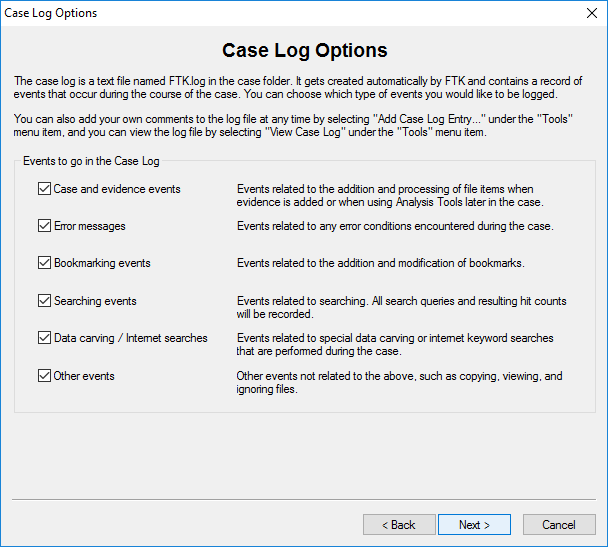 Case Log Options
Case Log Options
The case log is a text file named FTK.log in the case folder. It gets created automatically by FTK and contains a record of
events that occur during the course of the case. You can choose which type of events you would like to be logged.
You can also add your own comments to the log file at any time by selecting "Add Case Log Entry..." under the "Tools"
menu item, and you can view the log file by selecting "View Case Log" under the "Tools" menu item.
Events to go in the Case Log
Case and evidence events
Events related to the addition and processing of file items when
evidence is added or when using Analysis Tools later in the case.
Error messages
Events related to any error conditions encountered during the case.
Bookmarking events
Events related to the addition and modification of bookmarks.
Searching events
Events related to searching. All search queries and resulting hit counts
will be recorded.
Data carving / Internet searches
Events related to special data carving or internet keyword searches
that are performed during the case.
Other events
Other events not related to the above, such as copying, viewing, and
ignoring files.
< Back
Next >
Cancel